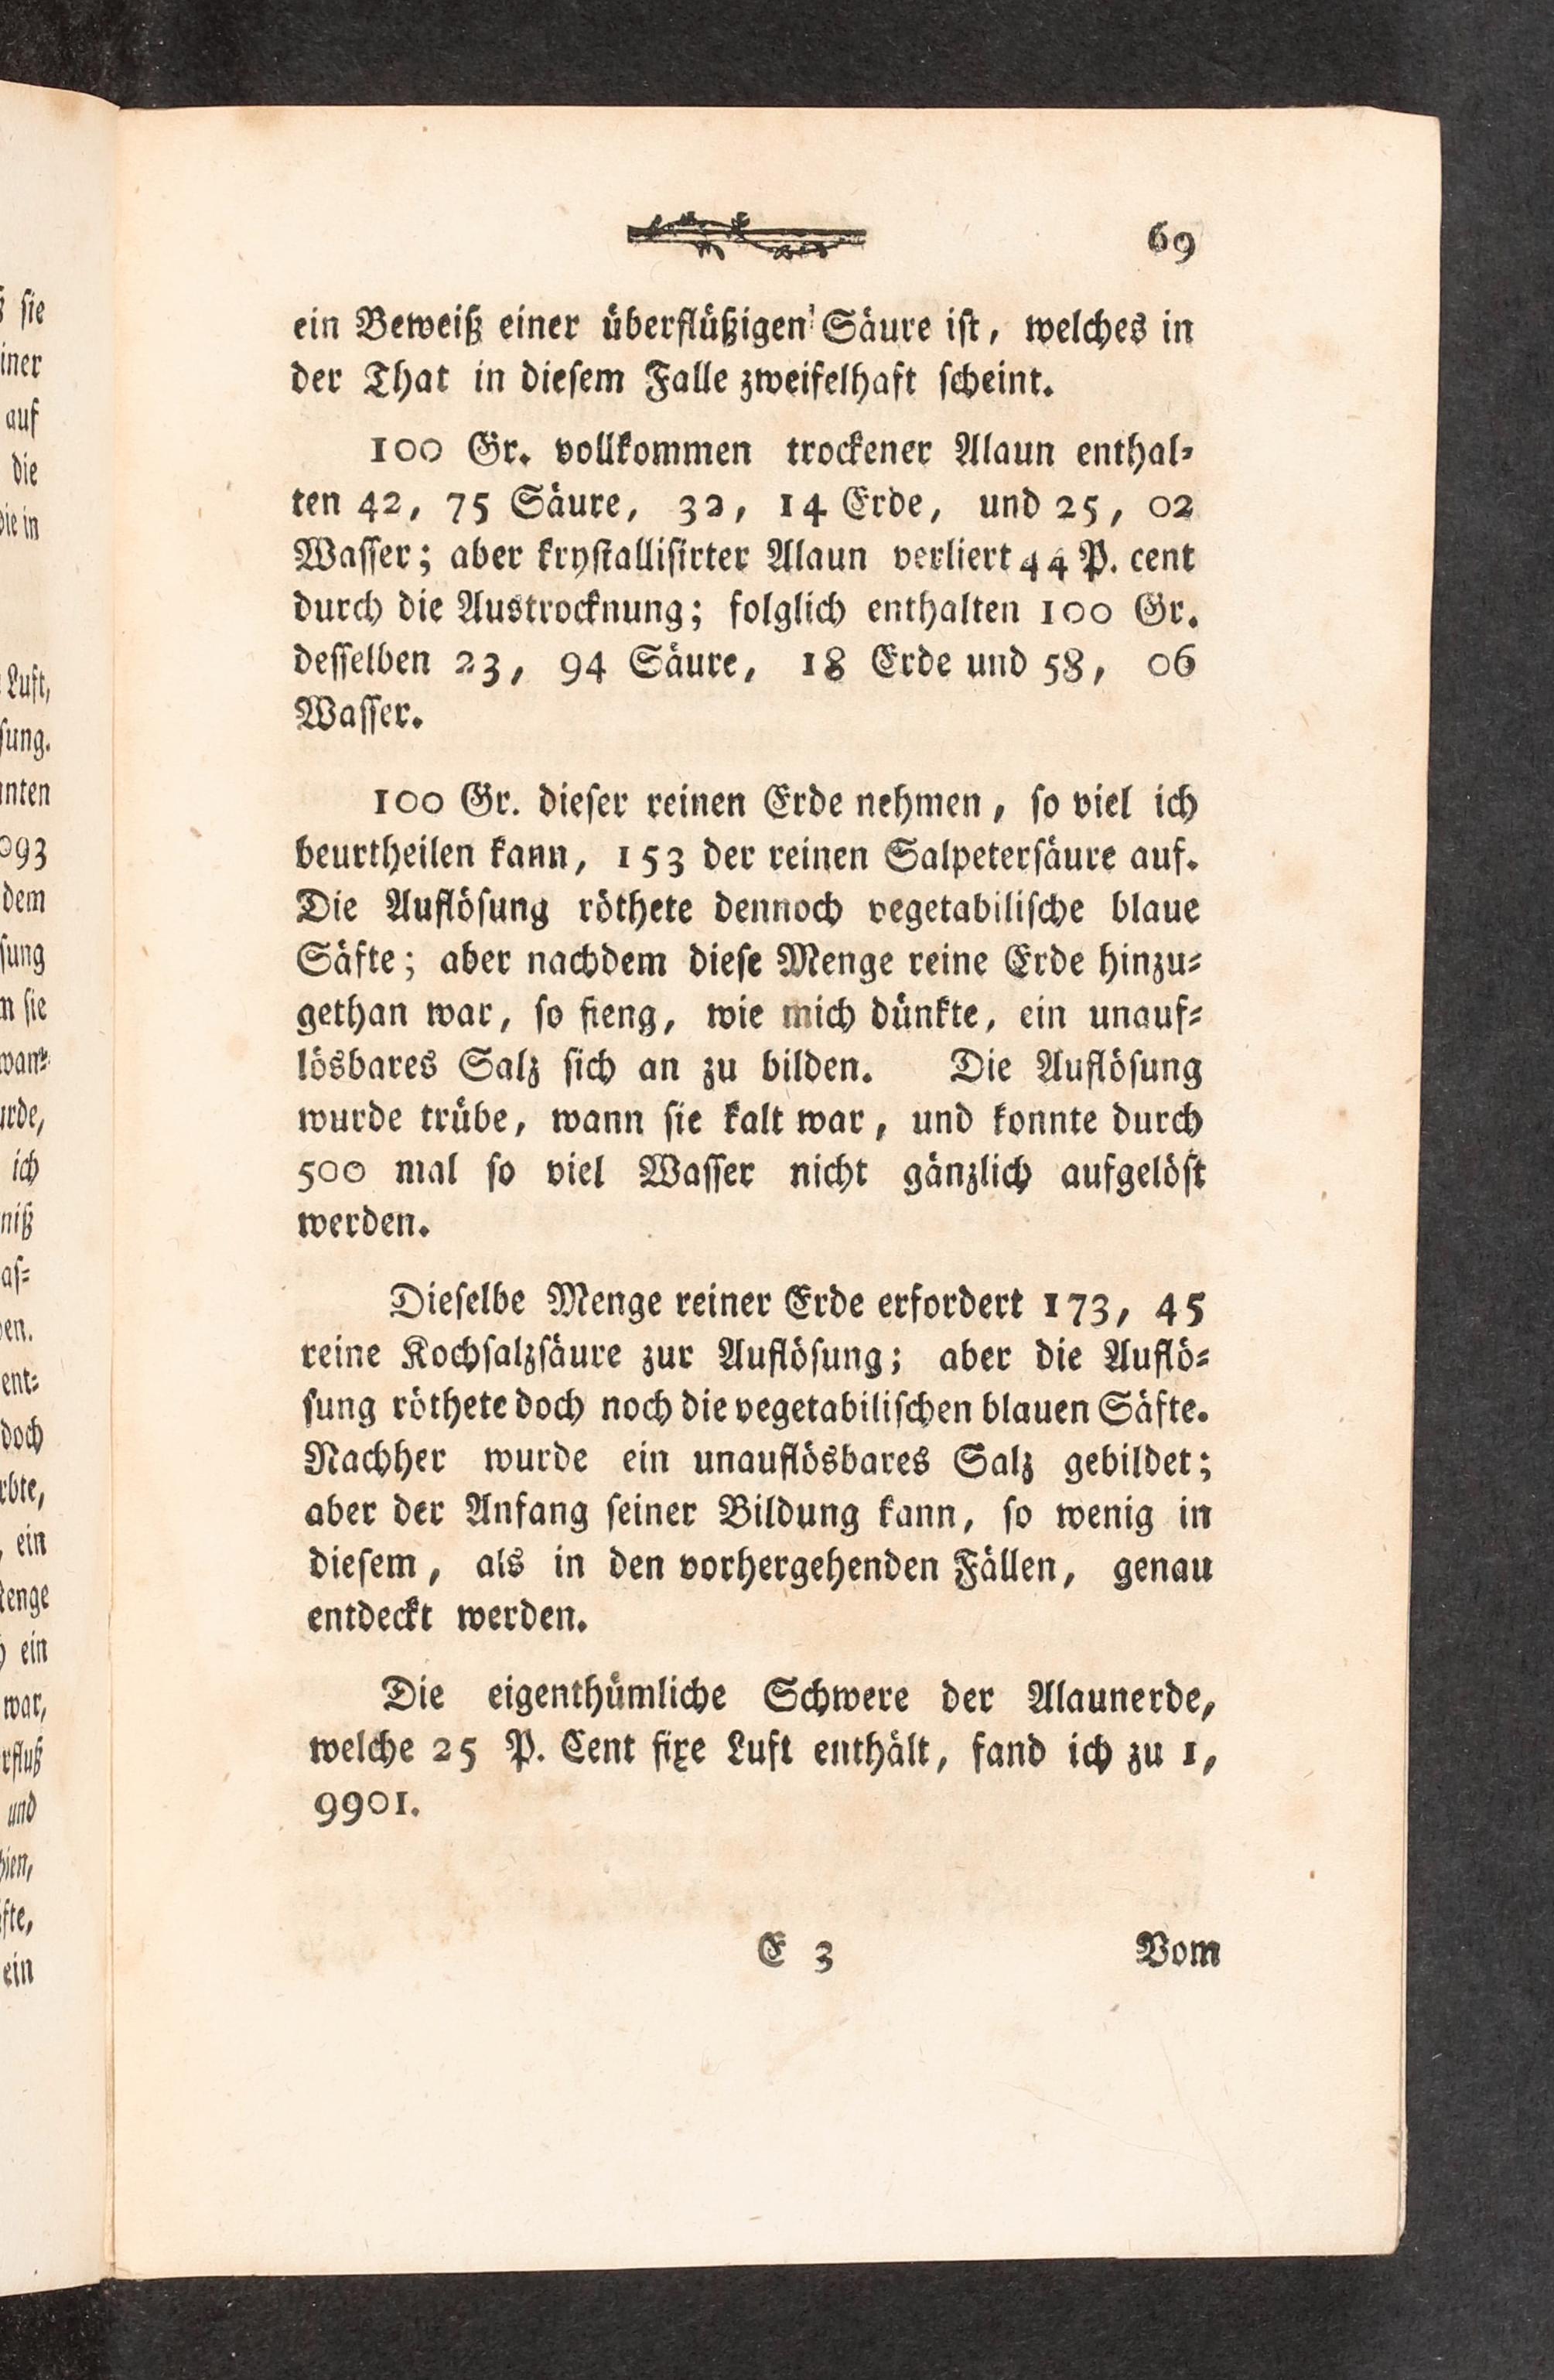 69
ein Beweiß einer überflüßigen Säure ist, welches in
der That in diesem Falle zweifelhaft scheint.
100 Gr. vollkommen trockener Alaun enthal-
ten 42, 75 Säure, 32, 14 Erde, und 25, 02
Wasser; aber krystallisirter Alaun verliert 44 P. cent
durch die Austrocknung; folglich enthalten 100 Gr.
desselben 23, 94 Säure, 18 Erde und 58, 06
Wasser.
100 Gr. dieser reinen Erde nehmen, so viel ich
beurtheilen kann, 153 der reinen Salpetersäure auf.
Die Auflösung röthete dennoch vegetabilische blaue
Säfte; aber nachdem diese Menge reine Erde hinzu-
gethan war, so fieng, wie mich dünkte, ein unauf-
lösbares Salz sich an zu bilden. Die Auflösung
wurde trübe, wann sie kalt war, und konnte durch
500 mal so viel Wasser nicht gänzlich aufgelöst
werden.
Dieselbe Menge reiner Erde erfordert 173, 45
reine Kochsalzsäure zur Auflösung; aber die Auflö-
sung röthete doch noch die vegetabilischen blauen Säfte.
Nachher wurde ein unauflösbares Salz gebildet;
aber der Anfang seiner Bildung kann, so wenig in
diesem, als in den vorhergehenden Fällen, genau
entdeckt werden.
Die eigenthümliche Schwere der Alaunerde,
welche 25 P. Cent fixe Luft enthält, fand ich zu 1,
9901.
E 3 Vom